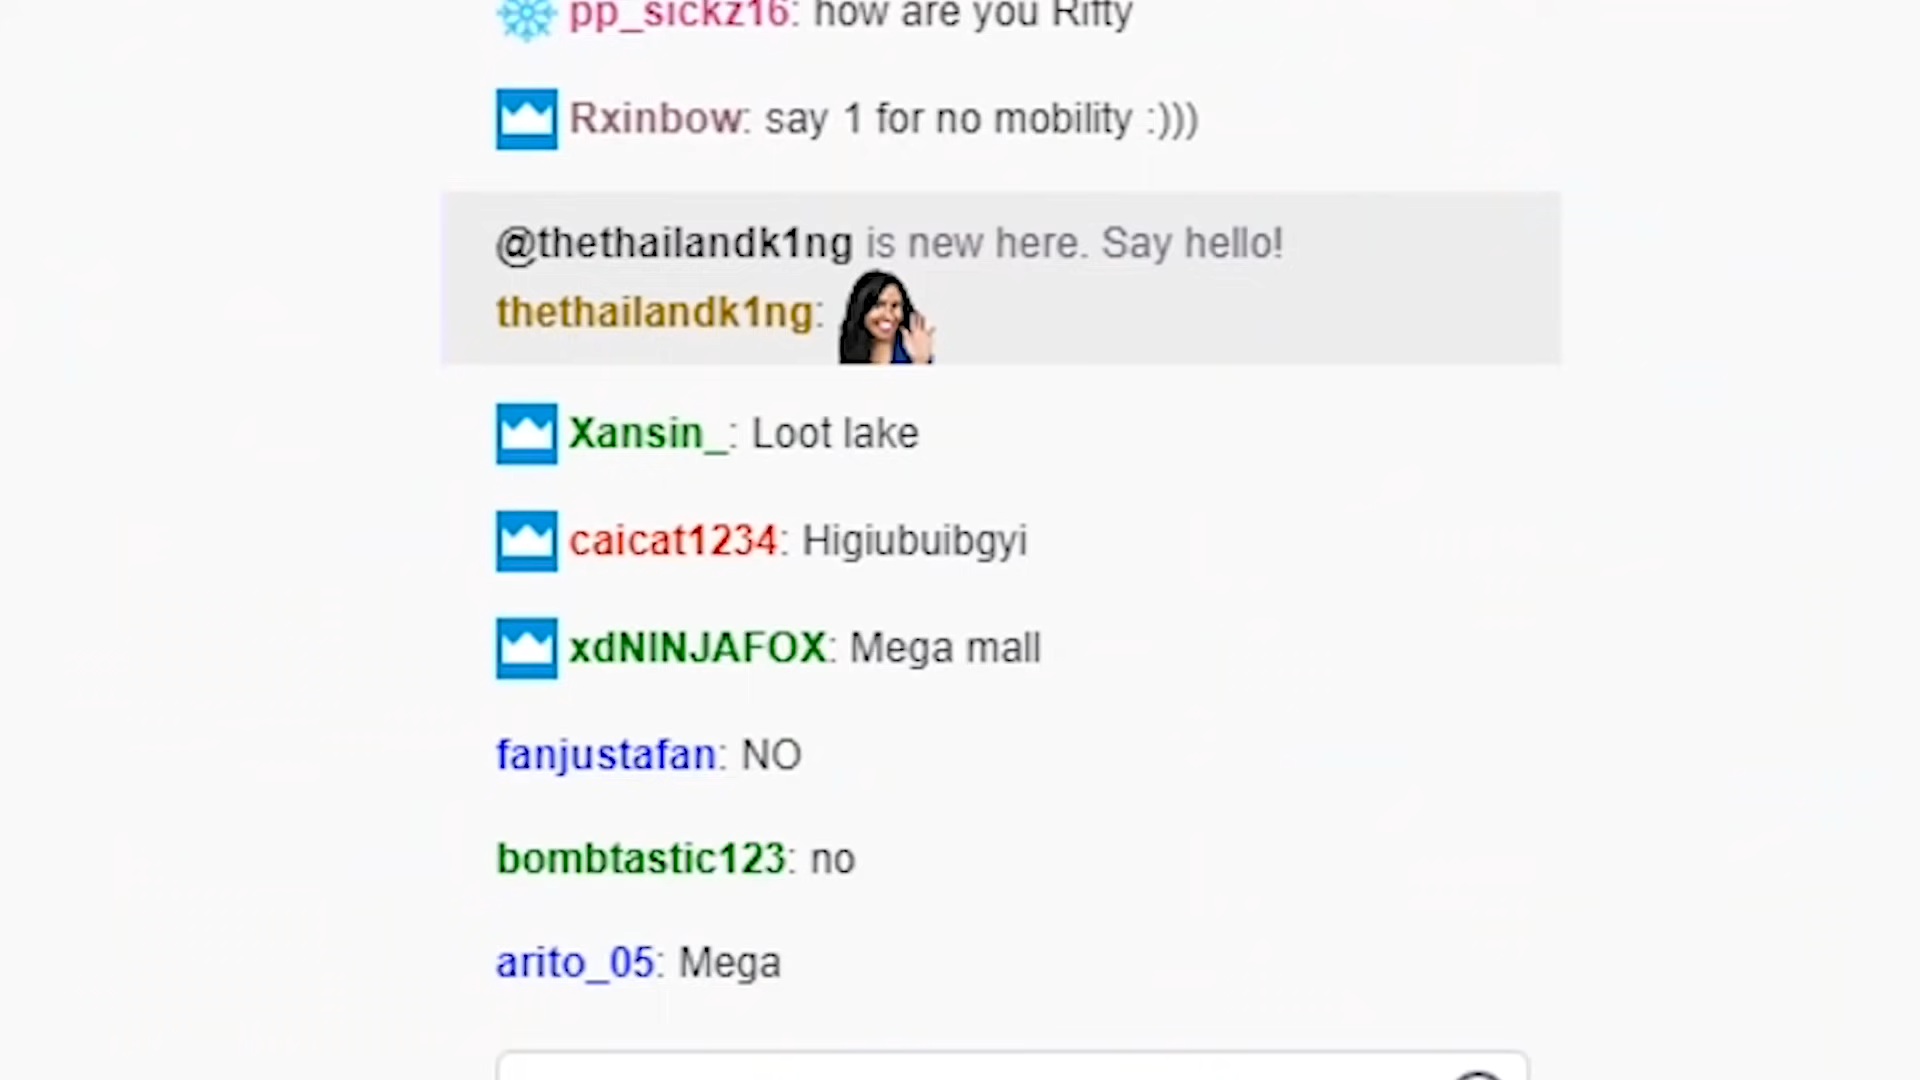 pp_sickz16: how are you Rifty
Rxinbow: say 1 for no mobility :)))
@thethailandk1ng is new here. Say hello!
thethailandk1ng:
Xansin_: Loot lake
caicat1234: Higiubuibgyi
xdNINJAFOX: Mega mall
fanjustafan: NO
bombtastic123: no
arito_05: Mega